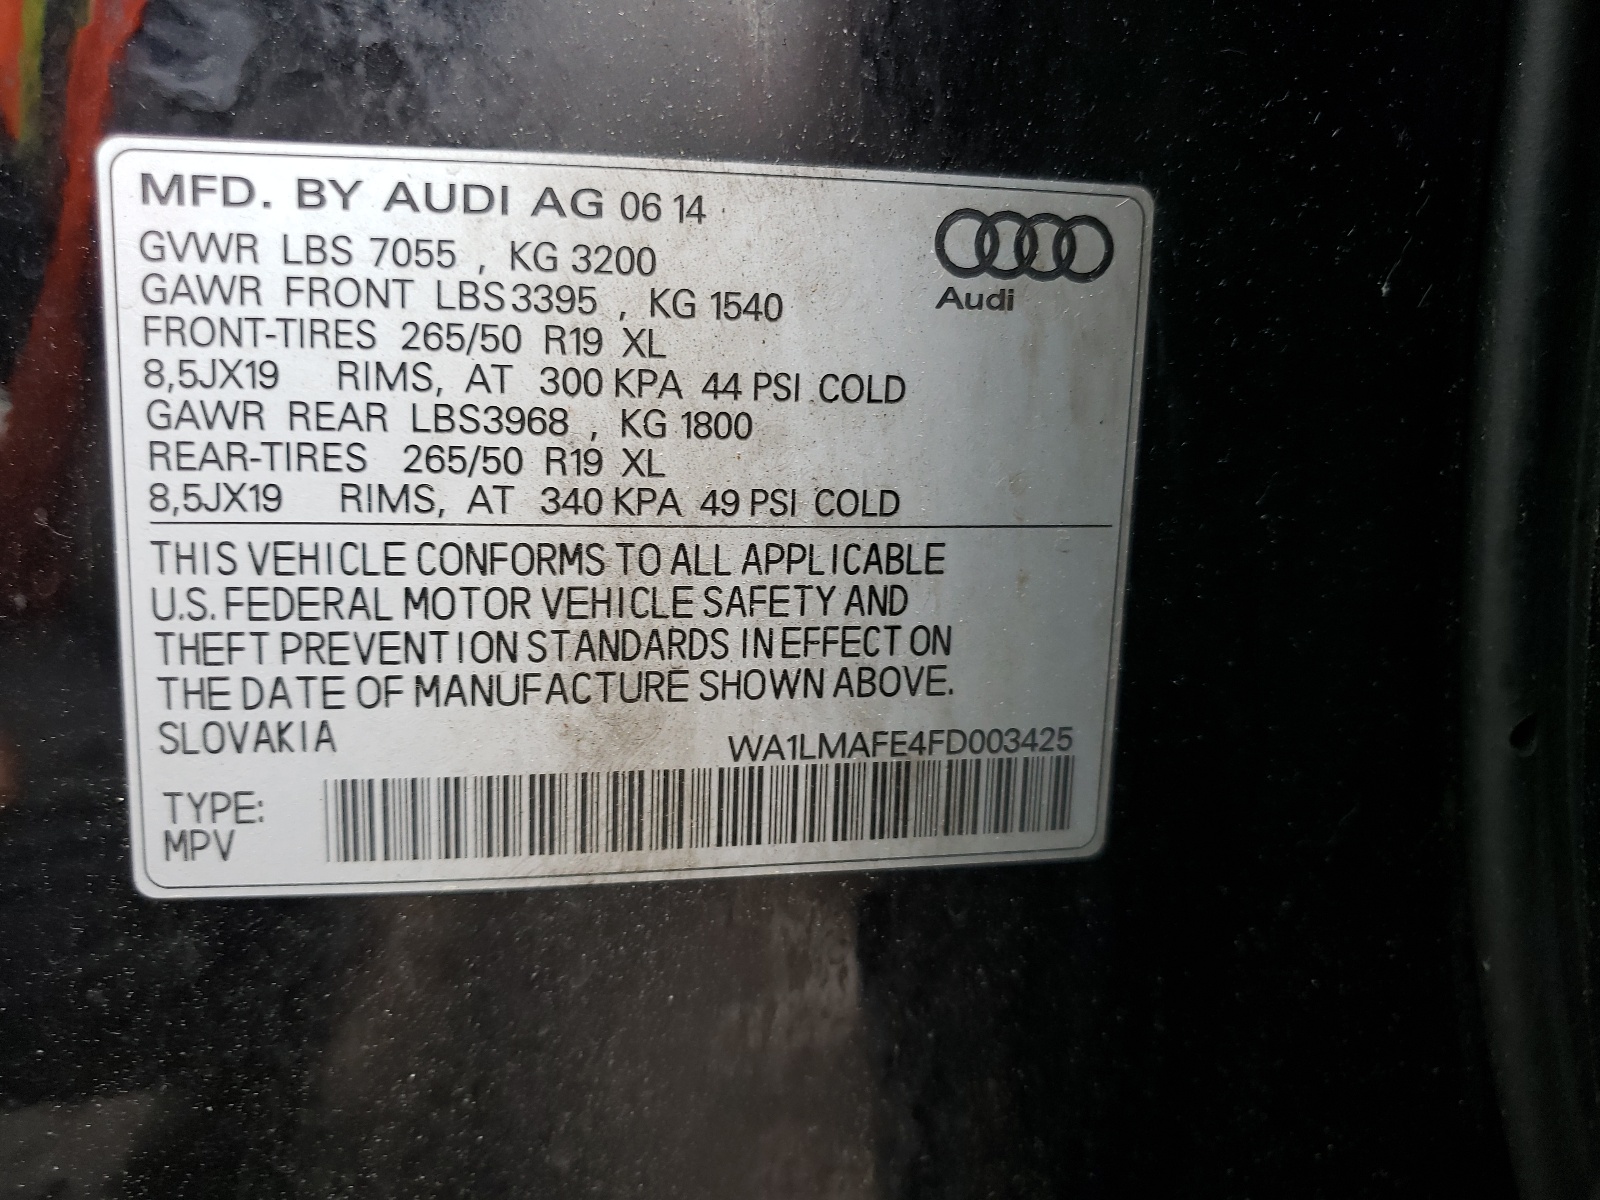 MFD. BY AUDI AG 06 14
GVWR LBS 7055 , KG 3200
GAWR FRONT LBS3395 , KG 1540
FRONT-TIRES 265/50 R19 XL
8,5JX19 RIMS, AT 300 KPA 44 PSI COLD
GAWR REAR LBS3968 , KG 1800
REAR-TIRES 265/50 R19 XL
8,5JX19 RIMS, AT 340 KPA 49 PSI COLD
Audi
THIS VEHICLE CONFORMS TO ALL APPLICABLE
U.S. FEDERAL MOTOR VEHICLE SAFETY AND
THEFT PREVENTION STANDARDS IN EFFECT ON
THE DATE OF MANUFACTURE SHOWN ABOVE.
SLOVAKIA
WA1LMAFE4FD003425
TYPE:
MPV